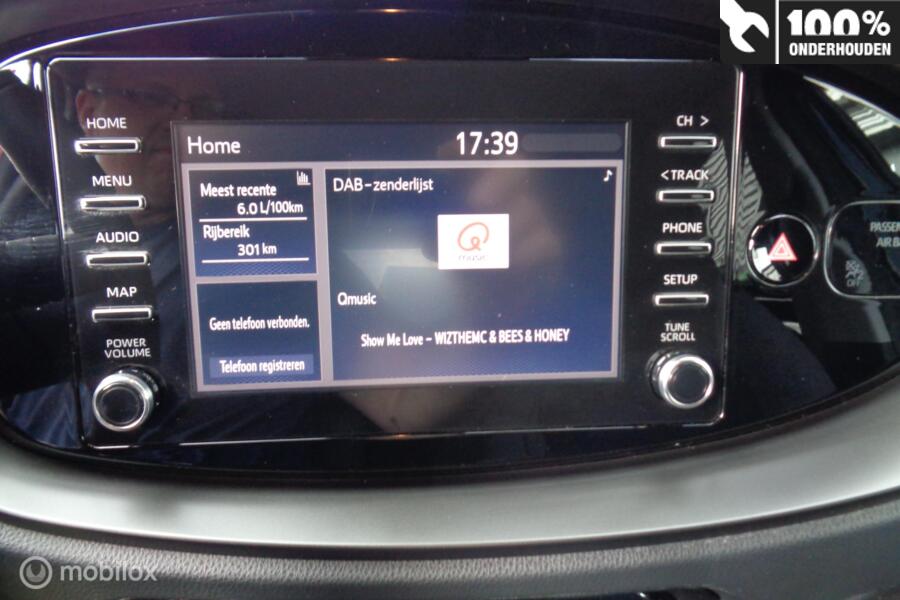 100%
ONDERHOUDEN
HOME
MENU
AUDIO
MAP
POWER
VOLUME
Home
17:39
Meest recente
6.0 L/100km
Rijbereik
301 km
Geen telefoon verbonden.
Telefoon registreren
DAB-zenderlijst
music
Qmusic
Show Me Love - WIZTHEMC & BEES & HONEY
CH >
< TRACK
PHONE
SETUP
TUNE
SCROLL
OFF
mobilox